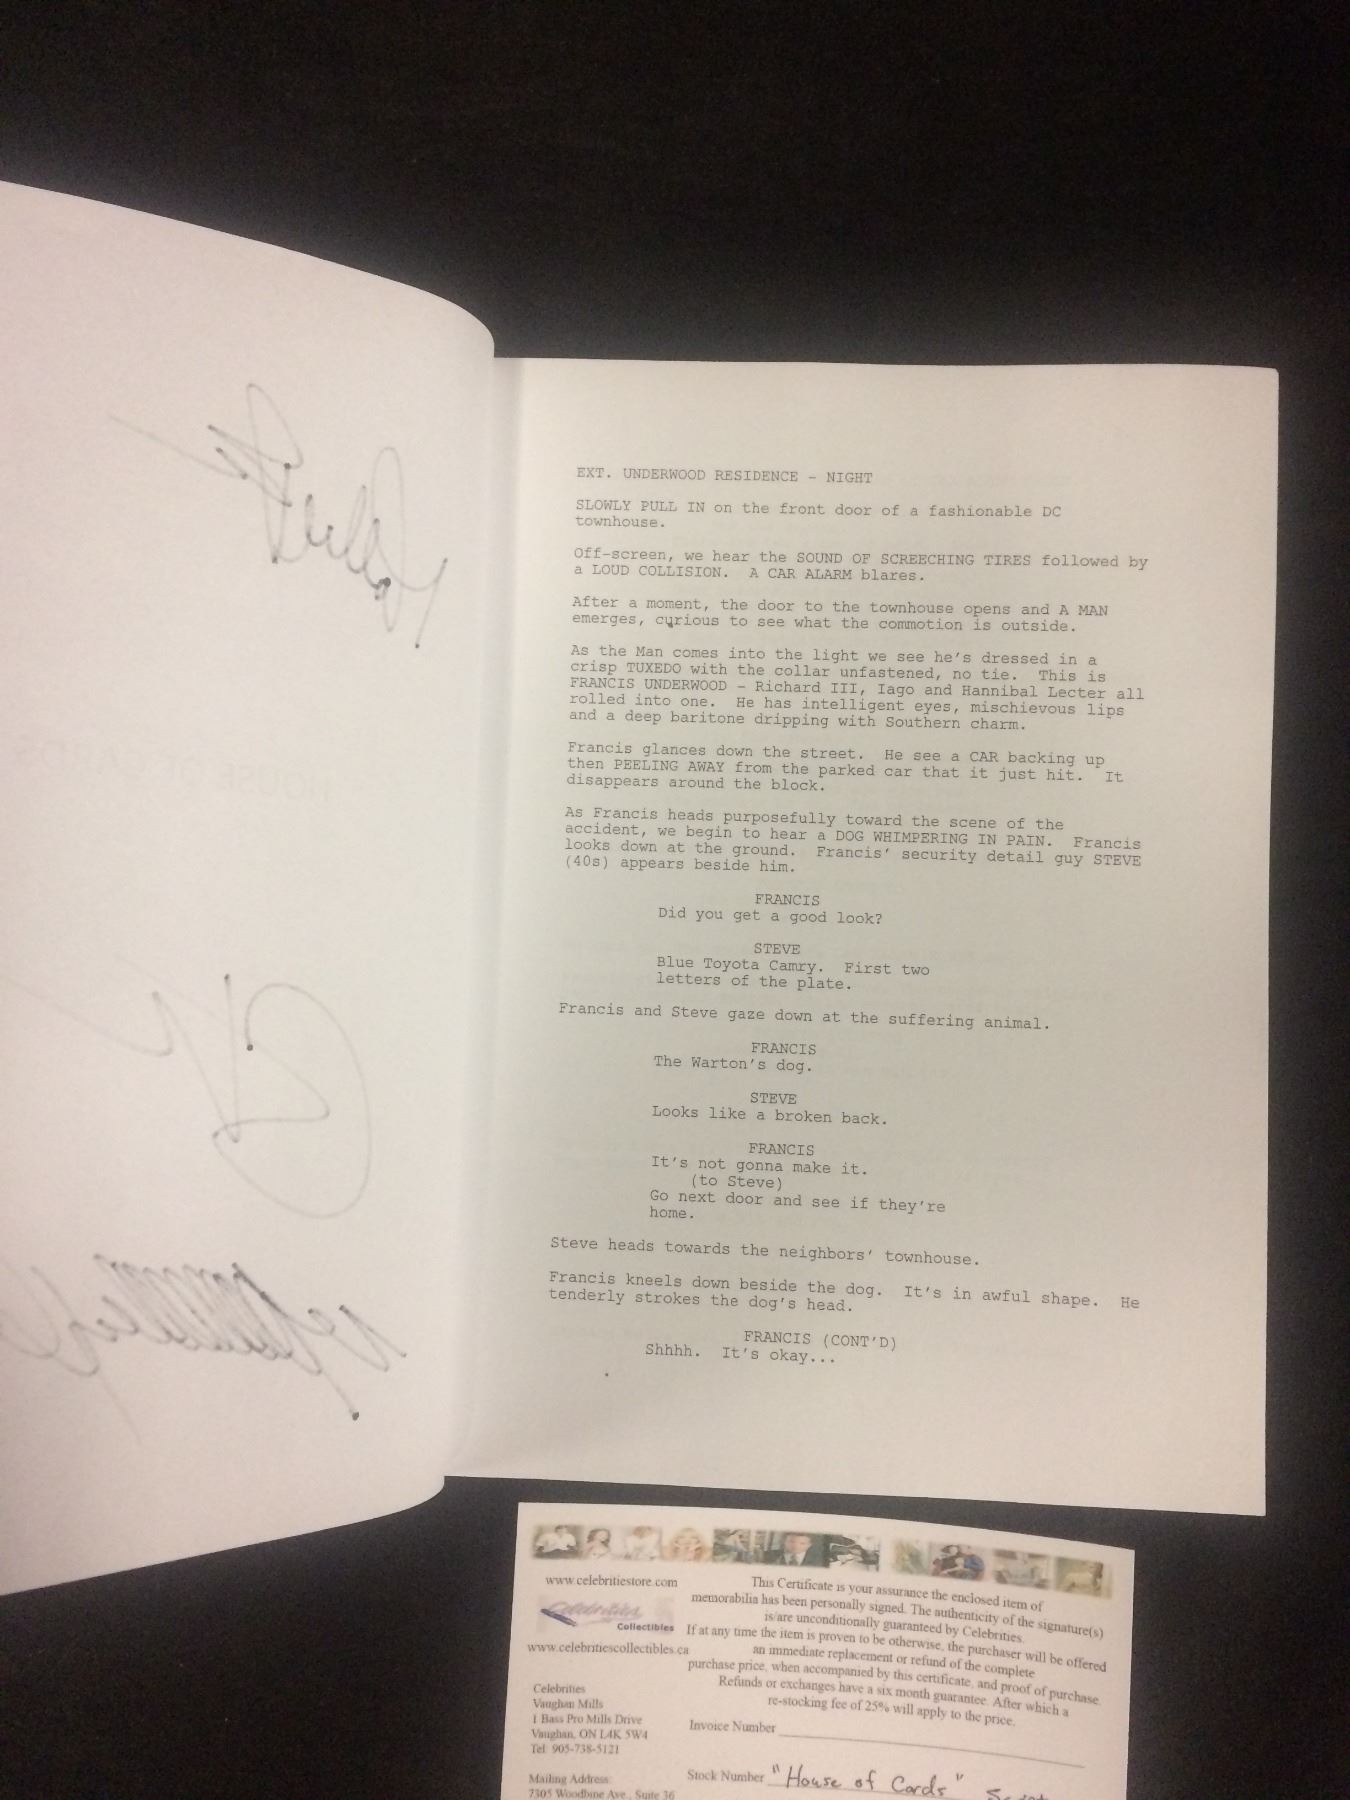 EXT. UNDERWOOD RESIDENCE - NIGHT
SLOWLY PULL IN on the front door of a fashionable DC
townhouse.
Off-screen, we hear the SOUND OF SCREECHING TIRES followed by
a LOUD COLLISION. A CAR ALARM blares.
After a moment, the door to the townhouse opens and A MAN
emerges, curious to see what the commotion is outside.
As the Man comes into the light we see he's dressed in a
crisp TUXEDO with the collar unfastened, no tie. This is
FRANCIS UNDERWOOD - Richard III, Iago and Hannibal Lecter all
rolled into one. He has intelligent eyes, mischievous lips
and a deep baritone dripping with Southern charm.
Francis glances down the street. He see a CAR backing up
then PEELING AWAY from the parked car that it just hit. It
disappears around the block.
As Francis heads purposefully toward the scene of the
accident, we begin to hear a DOG WHIMPERING IN PAIN. Francis
looks down at the ground. Francis' security detail guy STEVE
(40s) appears beside him.
FRANCIS
Did you get a good look?
STEVE
Blue Toyota Camry. First two
letters of the plate.
Francis and Steve gaze down at the suffering animal.
FRANCIS
The Warton's dog.
STEVE
Looks like a broken back.
FRANCIS
It's not gonna make it.
(to Steve)
Go next door and see if they're
home.
Steve heads towards the neighbors' townhouse.
Francis kneels down beside the dog. It's in awful shape. He
tenderly strokes the dog's head.
FRANCIS (CONT'D)
Shhhh. It's okay...
www.celebritiestore.com
Celebrities
Collectibles
www.celebritiescollectibles.ca
Celebrities
Vaughan Mills
1 Bass Pro Mills Drive
Vaughan, ON L4K 5W4
Tel: 905-738-5121
Mailing Address:
7305 Woodbine Ave., Suite 36
This Certificate is your assurance the enclosed item of
memorabilia has been personally signed. The authenticity of the signature(s)
is/are unconditionally guaranteed by Celebrities.
If at any time the item is proven to be otherwise, the purchaser will be offered
an immediate replacement or refund of the complete
purchase price, when accompanied by this certificate, and proof of purchase.
Refunds or exchanges have a six month guarantee. After which a
re-stocking fee of 25% will apply to the price.
Invoice Number
Stock Number "House of Cards"